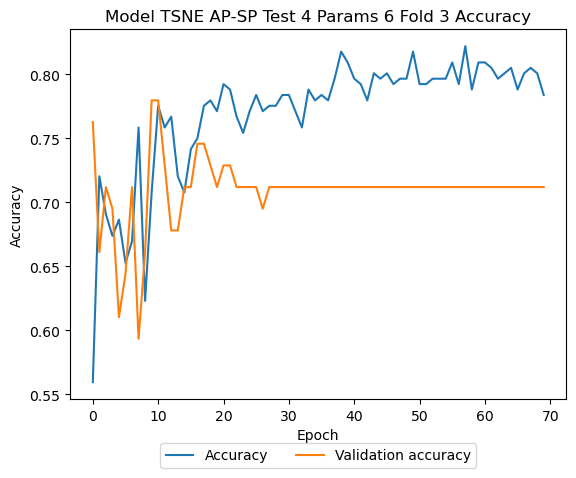 Model TSNE AP-SP Test 4 Params 6 Fold 3 Accuracy
Accuracy
0.80
0.75
0.70
0.65
0.60
0.55
0 10 20 30 40 50 60 70
Epoch
Accuracy Validation accuracy